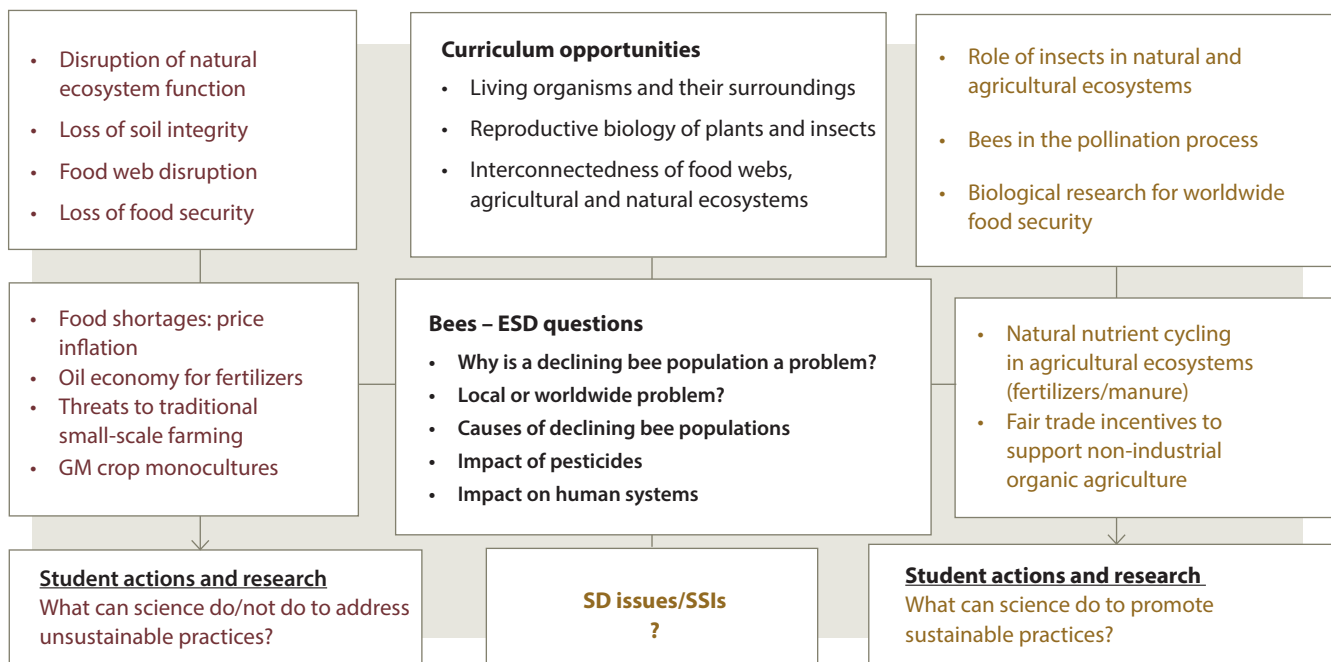 • Disruption of natural
ecosystem function
• Loss of soil integrity
• Food web disruption
• Loss of food security
Curriculum opportunities
• Living organisms and their surroundings
• Reproductive biology of plants and insects
• Interconnectedness of food webs,
agricultural and natural ecosystems
• Role of insects in natural and
agricultural ecosystems
• Bees in the pollination process
• Biological research for worldwide
food security
• Food shortages: price
inflation
• Oil economy for fertilizers
• Threats to traditional
small-scale farming
• GM crop monocultures
Bees – ESD questions
• Why is a declining bee population a problem?
• Local or worldwide problem?
• Causes of declining bee populations
• Impact of pesticides
• Impact on human systems
• Natural nutrient cycling
in agricultural ecosystems
(fertilizers/manure)
• Fair trade incentives to
support non-industrial
organic agriculture
Student actions and research
What can science do/not do to address
unsustainable practices?
SD issues/SSIs
?
Student actions and research
What can science do to promote
sustainable practices?